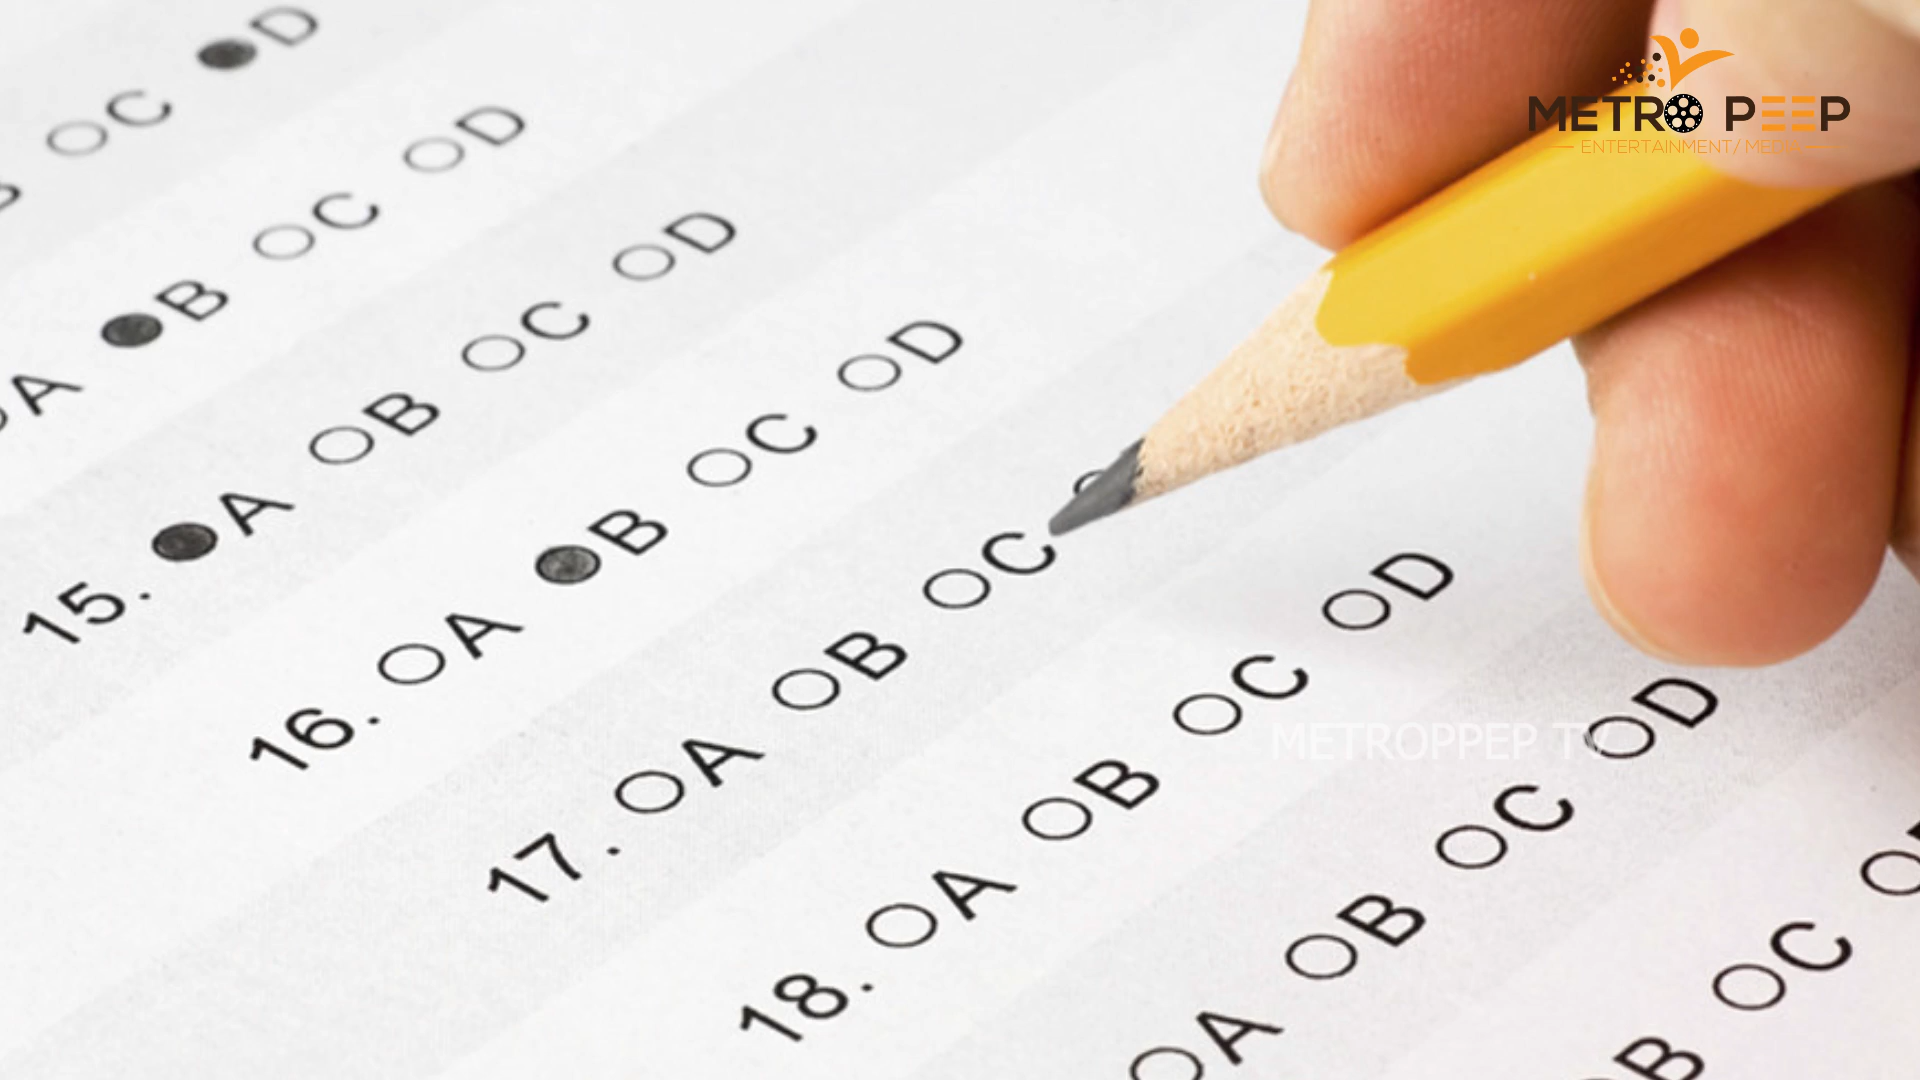 C D
B C D
A B C D
15. A B C D
16. A B C D
17. A B C
18. A B C D
A B C D
B C
METRO PEEP
ENTERTAINMENT/ MEDIA
METROPPEP TV